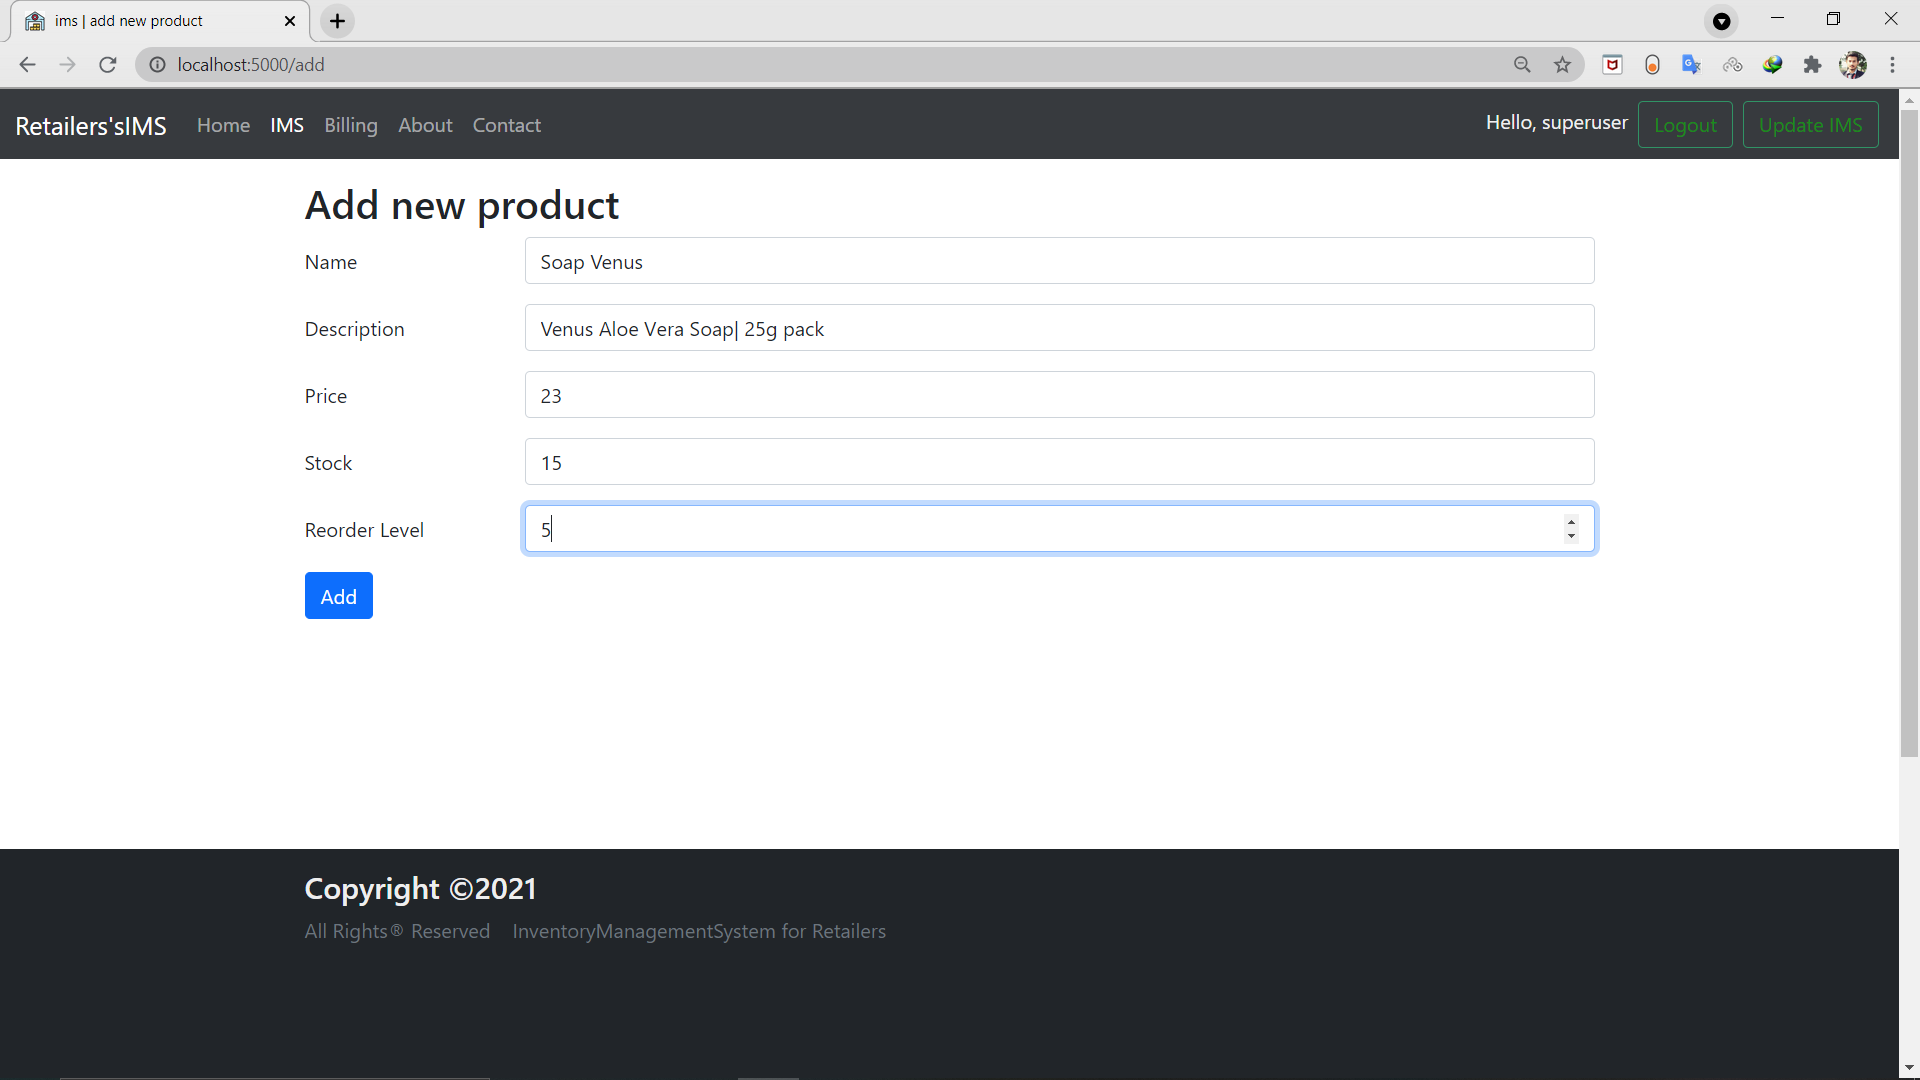 ims | add new product
localhost:5000/add
Retailers'sIMS Home IMS Billing About Contact Hello, superuser Logout Update IMS
Add new product
Name Soap Venus
Description Venus Aloe Vera Soap| 25g pack
Price 23
Stock 15
Reorder Level 5
Add
Copyright ©2021
All Rights® Reserved InventoryManagementSystem for Retailers